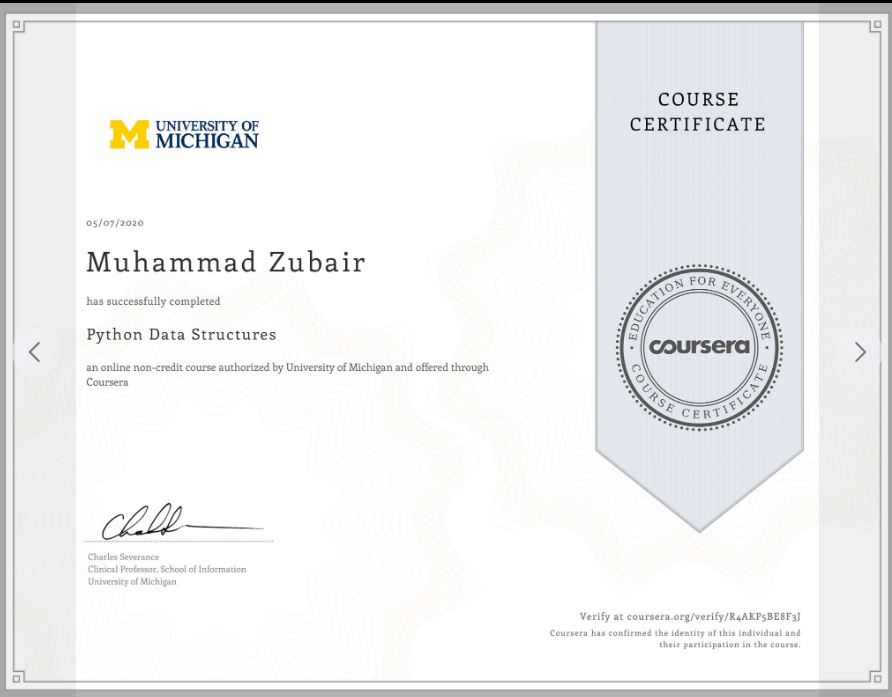 COURSE
CERTIFICATE
M UNIVERSITY OF
MICHIGAN
05/07/2020
Muhammad Zubair
has successfully completed
Python Data Structures
an online non-credit course authorized by University of Michigan and offered through
Coursera
EDUCATION FOR EVERYONE
coursera
COURSE CERTIFICATE
Charles Severance
Clinical Professor, School of Information
University of Michigan
Verify at coursera.org/verify/R4AKP5BE8F3J
Coursera has confirmed the identity of this individual and
their participation in the course.